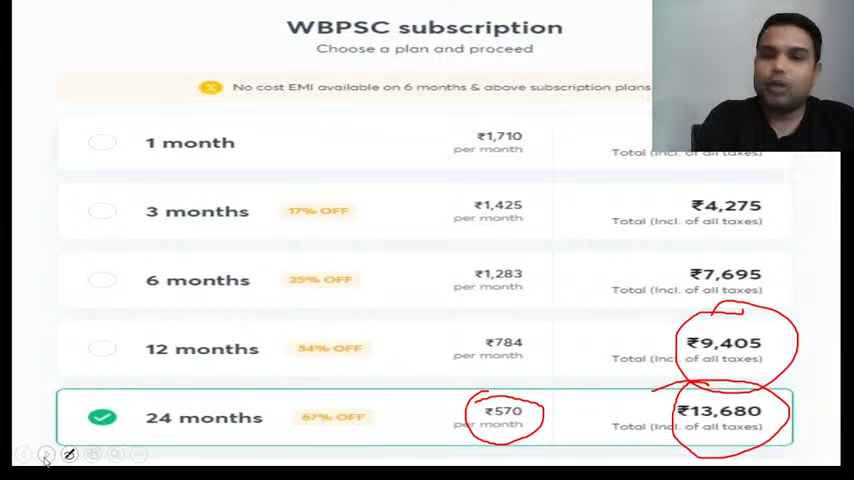 WBPSC subscription
Choose a plan and proceed
No cost EMI available on 6 months & above subscription plans
1 month
₹1,710
per month
Total (Incl. of all taxes)
3 months
17% OFF
₹1,425
per month
₹4,275
Total (Incl. of all taxes)
6 months
25% OFF
₹1,283
per month
₹7,695
Total (Incl. of all taxes)
12 months
54% OFF
₹784
per month
₹9,405
Total (Incl. of all taxes)
24 months
67% OFF
₹570
per month
₹13,680
Total (Incl. of all taxes)